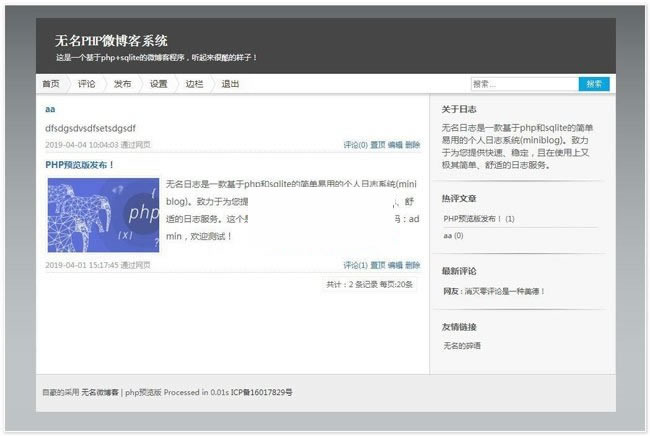 无名PHP微博客系统
这是一个基于php+sqlite的微博客程序，听起来很酷的样子！
首页 评论 发布 设置 边栏 退出 搜索... 搜索
aa
dfsdgsdvsdfsetsdgsdf
2019-04-04 10:04:03 通过网页 评论(0) 置顶 编辑 删除
PHP预览版发布！
php
{X}
无名日志是一款基于php和sqlite的简单易用的个人日志系统(mini
blog)。致力于为您提 、舒
适的日志服务。这个是 码：ad
min，欢迎测试！
2019-04-01 15:17:45 通过网页 评论(1) 置顶 编辑 删除
共计：2 条记录 每页:20条
关于日志
无名日志是一款基于php和sqlite的简单
易用的个人日志系统(miniblog)。致力
于为您提供快速、稳定，且在使用上又
极其简单、舒适的日志服务。
热评文章
PHP预览版发布！ (1)
aa (0)
最新评论
网友：消灭零评论是一种美德！
友情链接
无名的碎语
自豪的采用 无名微博客 | php预览版 Processed in 0.01s ICP备16017829号